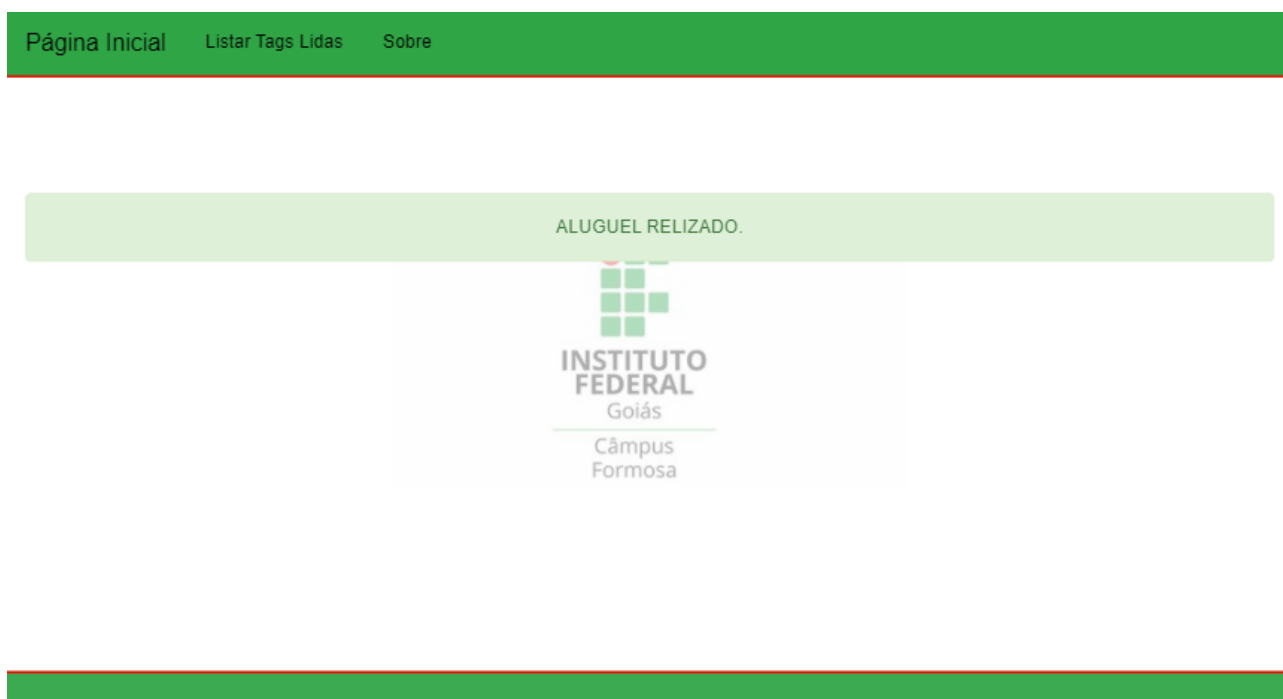 Página Inicial Listar Tags Lidas Sobre
ALUGUEL RELIZADO.
INSTITUTO
FEDERAL
Goiás
Câmpus
Formosa